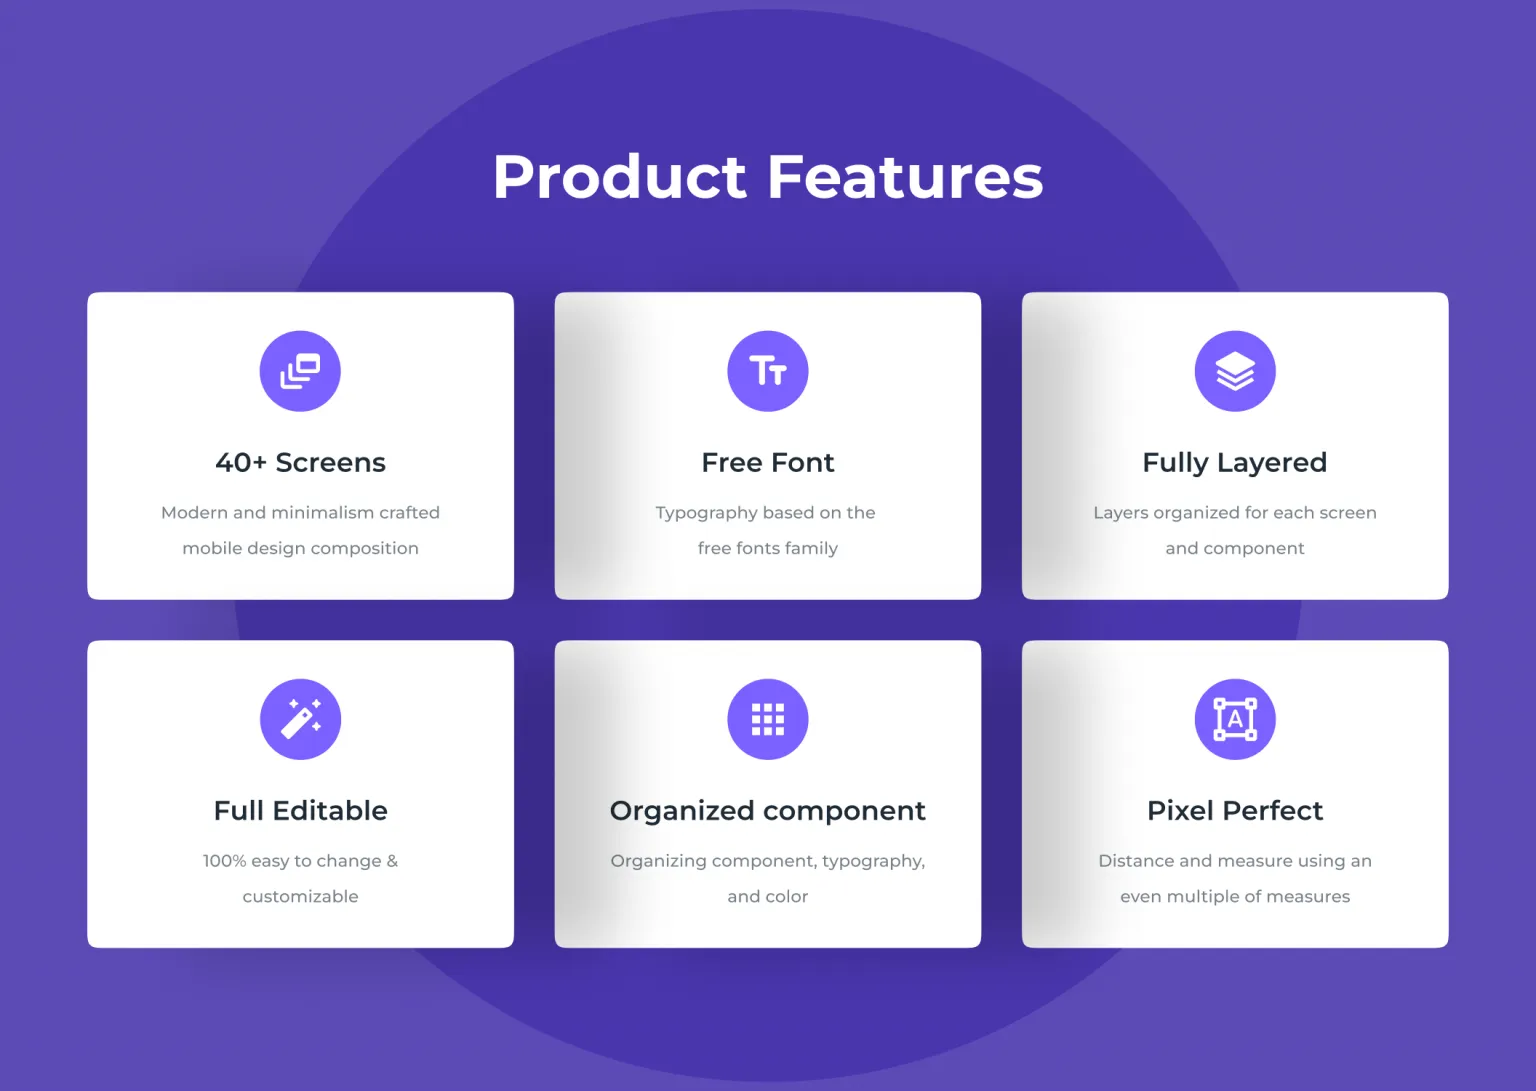 Product Features
40+ Screens
Modern and minimalism crafted
mobile design composition
Free Font
Typography based on the
free fonts family
Fully Layered
Layers organized for each screen
and component
Full Editable
100% easy to change &
customizable
Organized component
Organizing component, typography,
and color
Pixel Perfect
Distance and measure using an
even multiple of measures